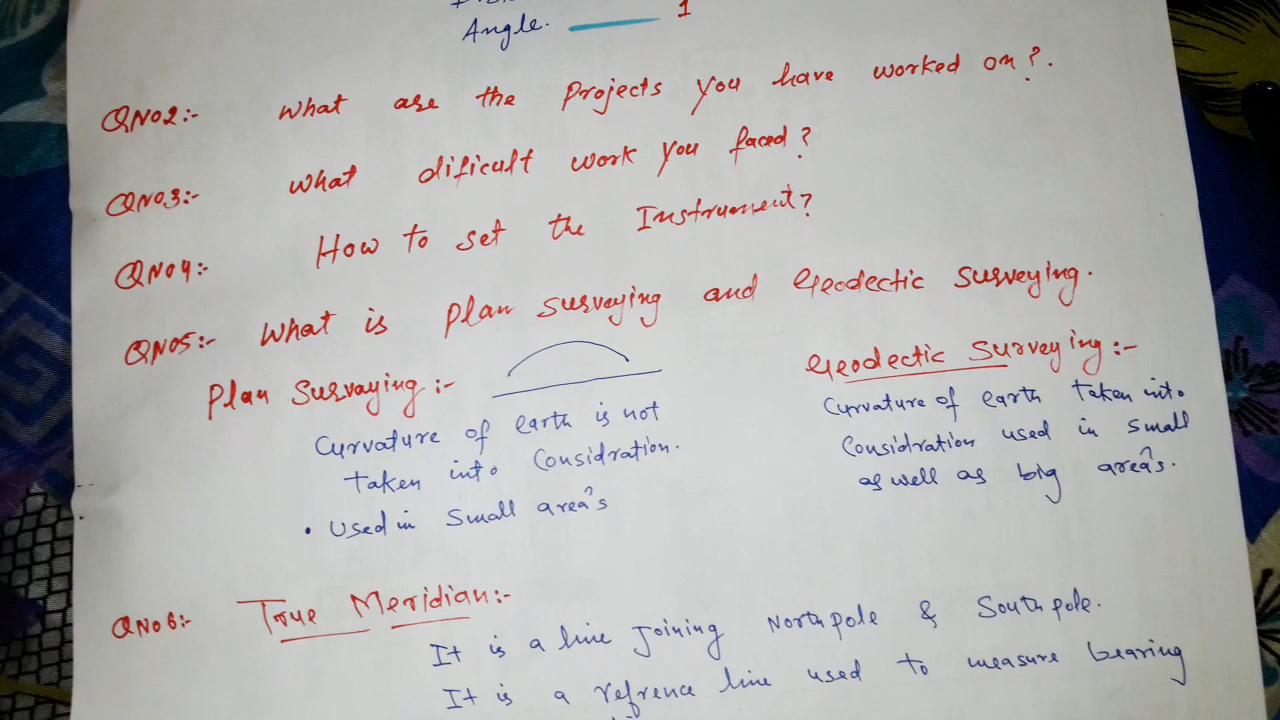 1
Angle.
QNO2:- What are the Projects you have worked on?.
QNO3:- What dificult work you faced?
QNO4:- How to set the Instrument?
QNO5:- What is Plan Surveying and Geodectic Surveying.
Plan Survaying :-
Curvature of earth is not
taken into Considration.
• Used in Small area's
Geodectic Surveying :-
Curvature of earth taken into
Considration used in small
as well as big area's.
QNO6:- True Meridian:-
It is a line Joining North pole & South pole.
It is a refrence line used to measure bearing